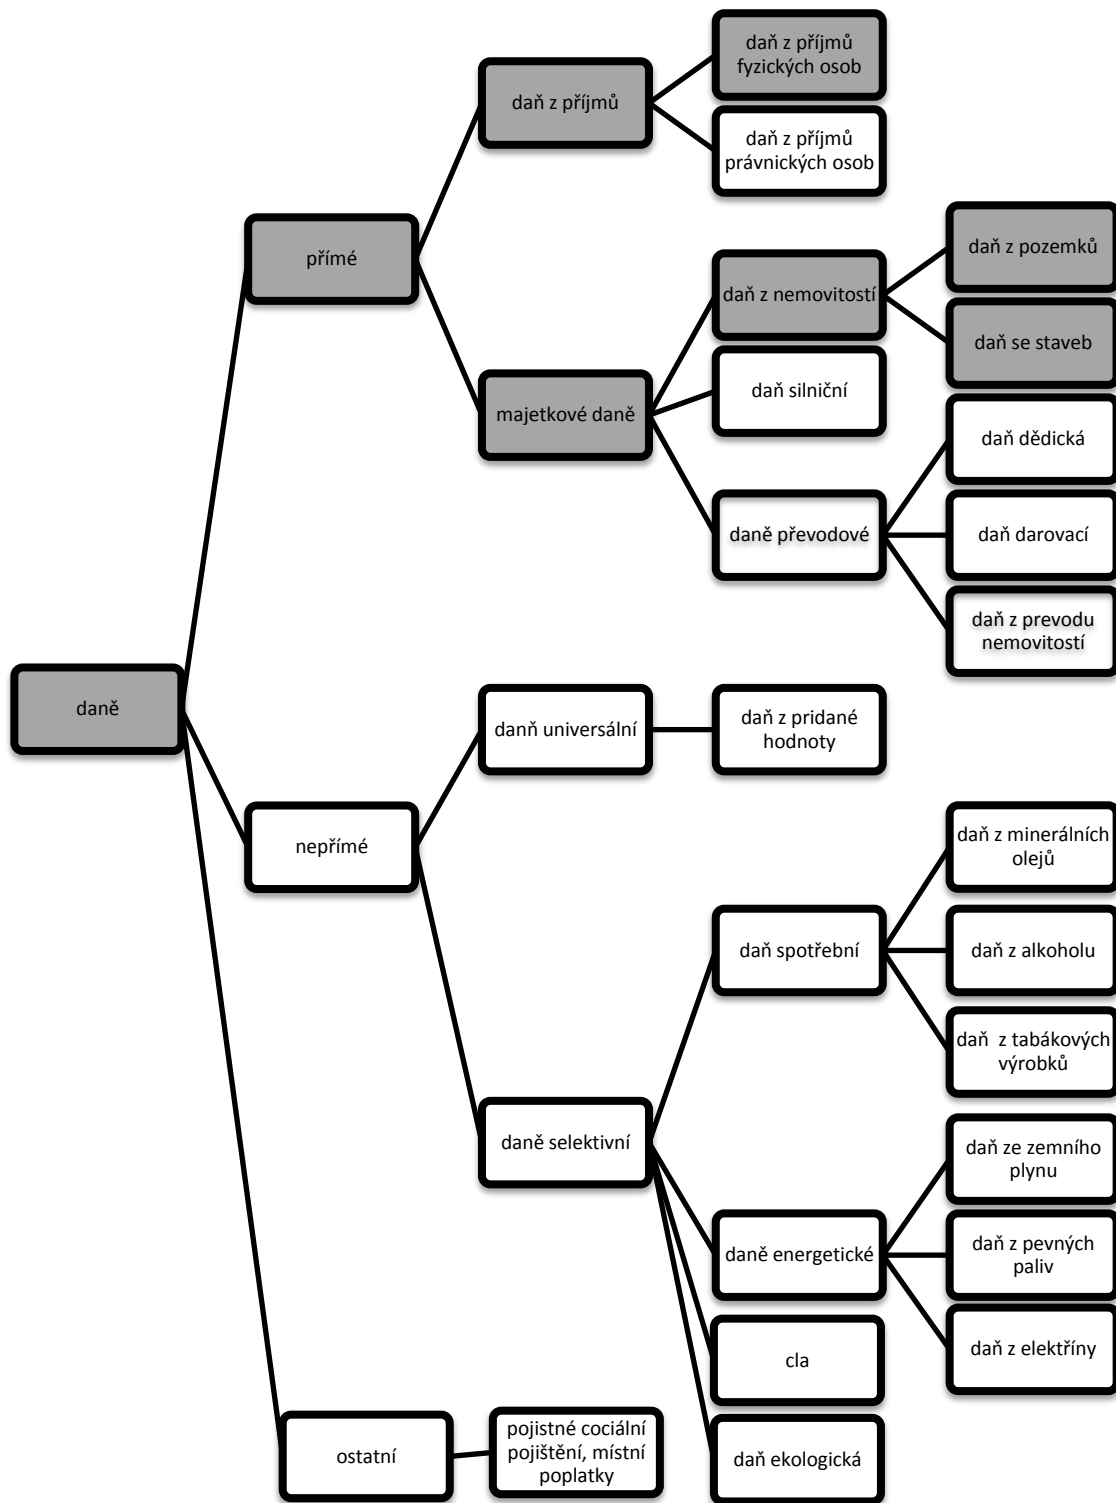 daň z příjmů
fyzických osob
daň z příjmů
daň z příjmů
právnických osob
přímé
daň z pozemků
daň z nemovitostí
daň se staveb
daň silniční
majetkové daně
daň dědická
daně převodové
daň darovací
daň z prevodu
nemovitostí
daně
danň universální
daň z pridané
hodnoty
nepřímé
daň z minerálních
olejů
daň spotřební
daň z alkoholu
daň  z tabákových
výrobků
daně selektivní
daň ze zemního
plynu
daně energetické
daň z pevných
paliv
daň z elektříny
cla
ostatní
pojistné cociální
pojištění, místní
poplatky
daň ekologická